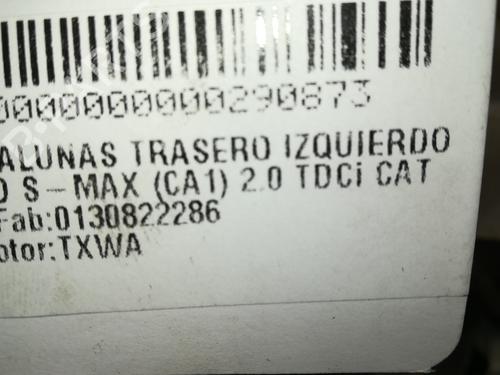 0000000000290873
ALUNAS TRASERO IZQUIERDO
D S-MAX (CA1) 2.0 TDCi CAT
Fab:0130822286
otor:TXWA